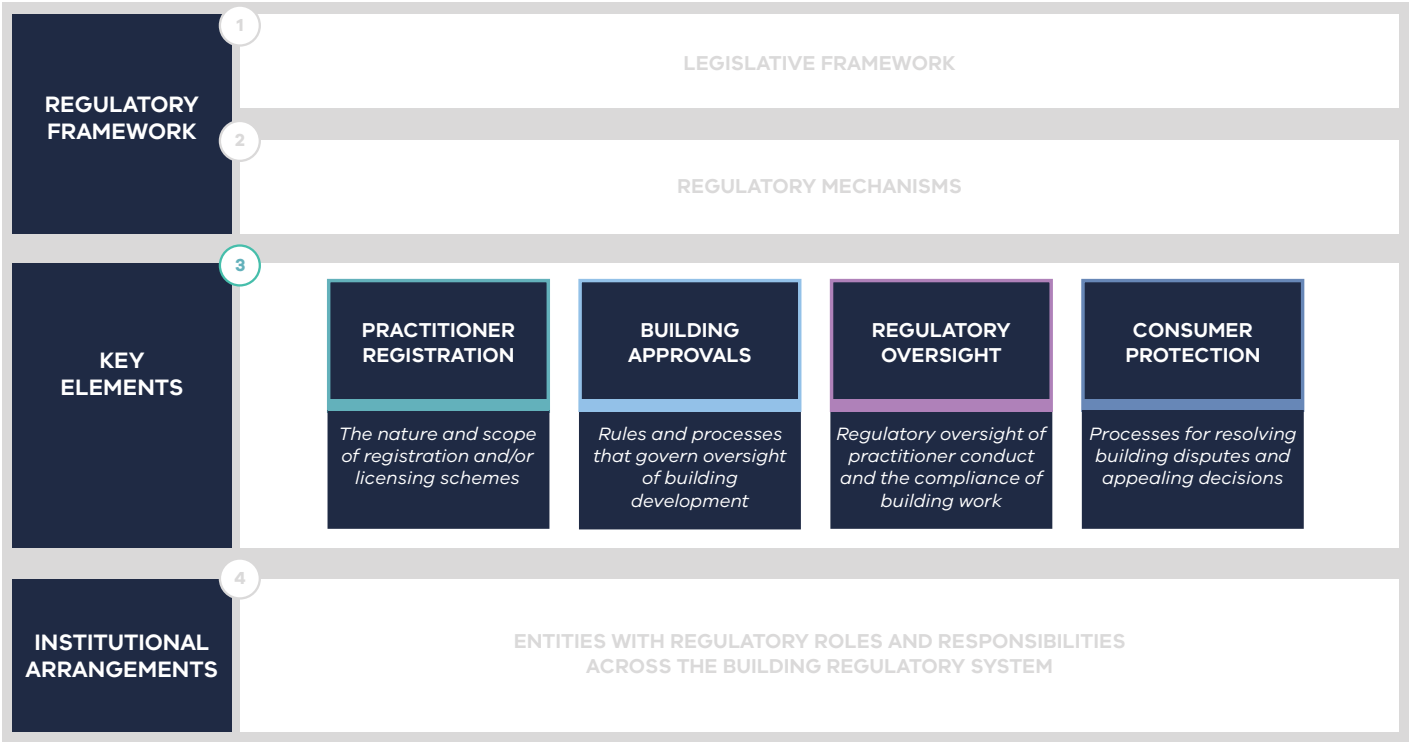 REGULATORY
FRAMEWORK
1
LEGISLATIVE FRAMEWORK
2
REGULATORY MECHANISMS
KEY
ELEMENTS
3
PRACTITIONER
REGISTRATION
The nature and scope
of registration and/or
licensing schemes
BUILDING
APPROVALS
Rules and processes
that govern oversight
of building
development
REGULATORY
OVERSIGHT
Regulatory oversight of
practitioner conduct
and the compliance of
building work
CONSUMER
PROTECTION
Processes for resolving
building disputes and
appealing decisions
INSTITUTIONAL
ARRANGEMENTS
4
ENTITIES WITH REGULATORY ROLES AND RESPONSIBILITIES
ACROSS THE BUILDING REGULATORY SYSTEM